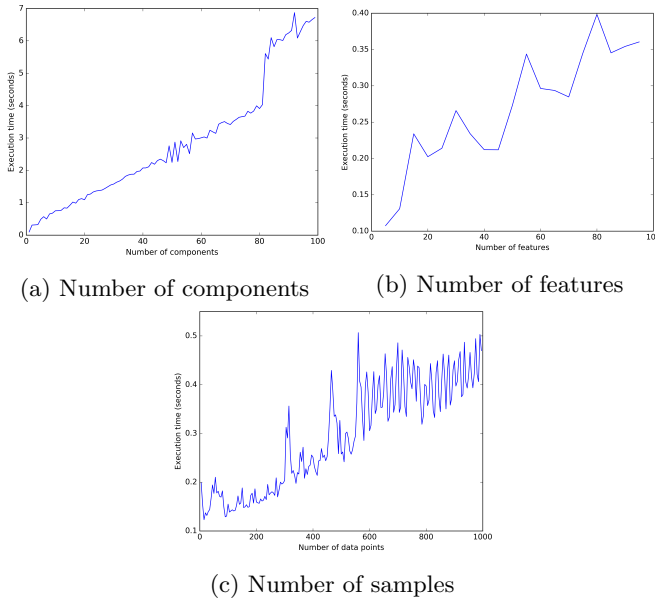 7
6
5
4
3
2
1
0
Execution time (seconds)
0 20 40 60 80 100
Number of components
(a) Number of components
0.40
0.35
0.30
0.25
0.20
0.15
0.10
Execution time (seconds)
0 20 40 60 80 100
Number of features
(b) Number of features
0.5
0.4
0.3
0.2
0.1
Execution time (seconds)
0 200 400 600 800 1000
Number of data points
(c) Number of samples